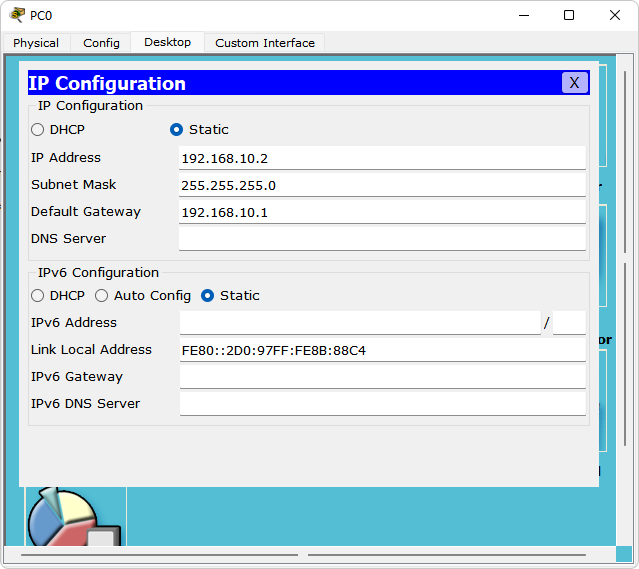 PC0
Physical Config Desktop Custom Interface
IP Configuration X
IP Configuration
DHCP Static
IP Address 192.168.10.2
Subnet Mask 255.255.255.0
Default Gateway 192.168.10.1
DNS Server
IPv6 Configuration
DHCP Auto Config Static
IPv6 Address /
Link Local Address FE80::2D0:97FF:FE8B:88C4
IPv6 Gateway
IPv6 DNS Server